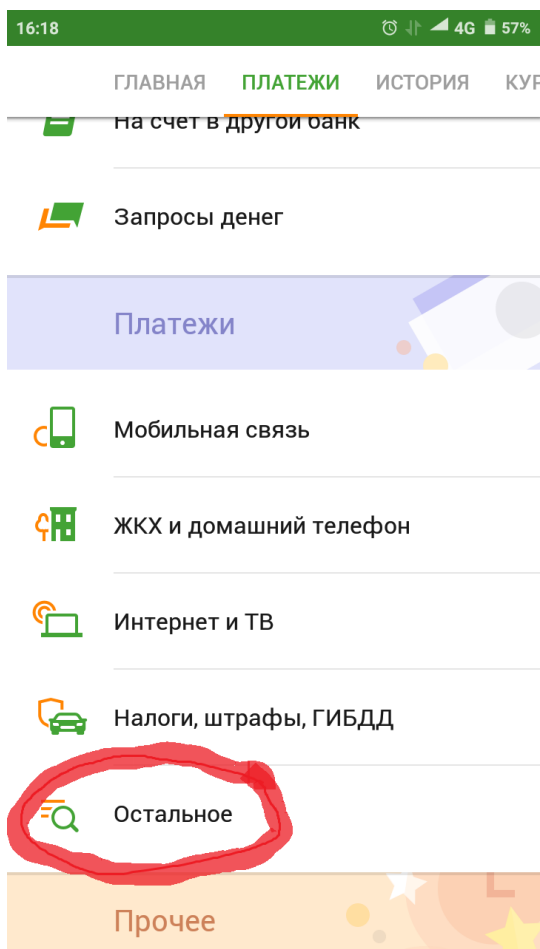 16:18
4G 57%
ГЛАВНАЯ ПЛАТЕЖИ ИСТОРИЯ КУР
На счет в другой банк
Запросы денег
Платежи
Мобильная связь
ЖКХ и домашний телефон
Интернет и ТВ
Налоги, штрафы, ГИБДД
Остальное
Прочее